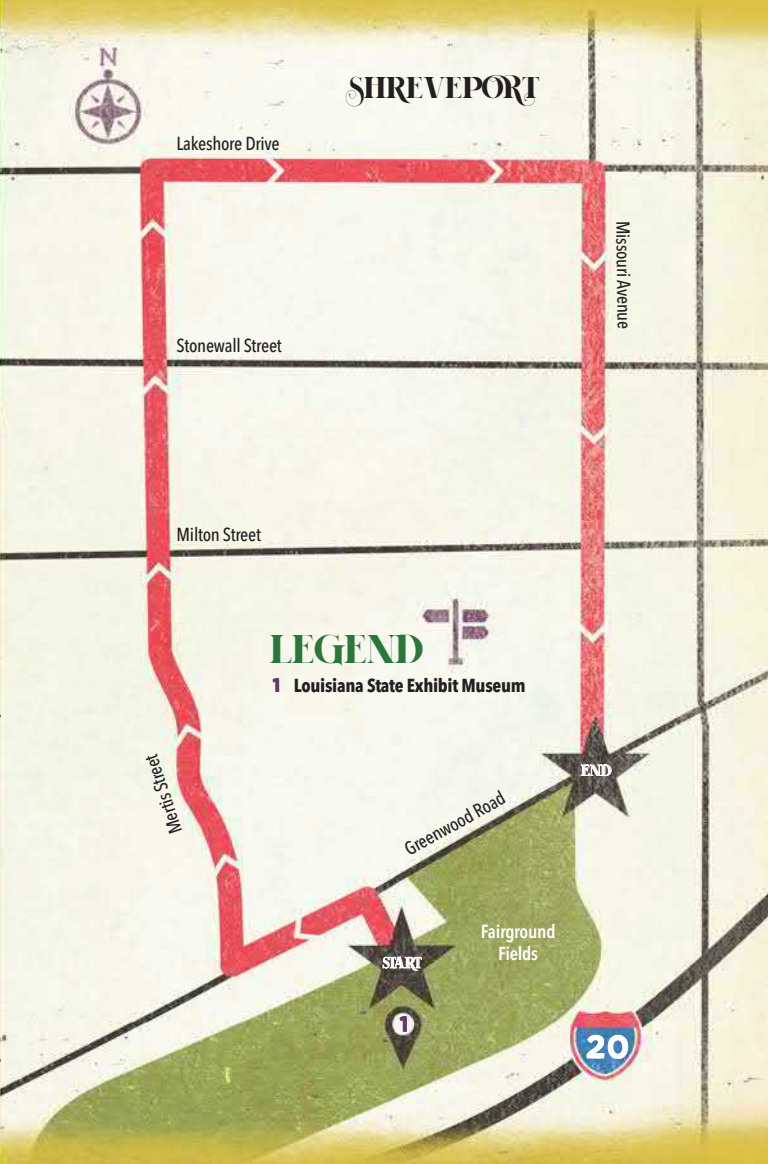 N
SHREVEPORT
Lakeshore Drive
Missouri Avenue
Stonewall Street
Milton Street
LEGEND
1 Louisiana State Exhibit Museum
Mertis Street
END
Greenwood Road
Fairground
Fields
START
1
20